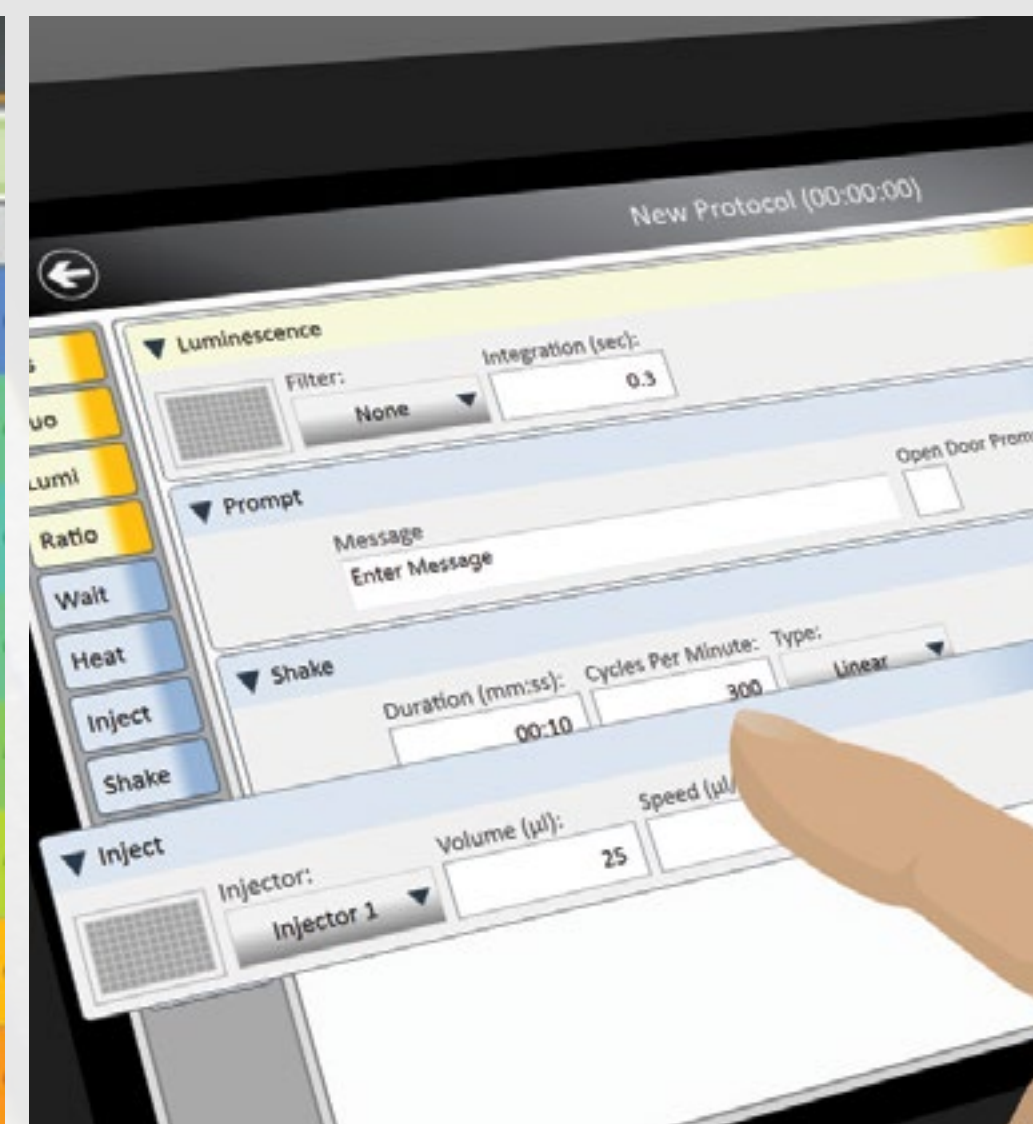 New Protocol (00:00:00)
s
uo
Lumi
Ratio
Wait
Heat
Inject
Shake
Luminescence
Filter:
Integration (sec):
None
0.3
Prompt
Message
Open Door Prom
Enter Message
Shake
Duration (mm:ss):
Cycles Per Minute:
Type:
00:10
300
Linear
Inject
Injector:
Volume (µl):
Speed (µl/
Injector 1
25